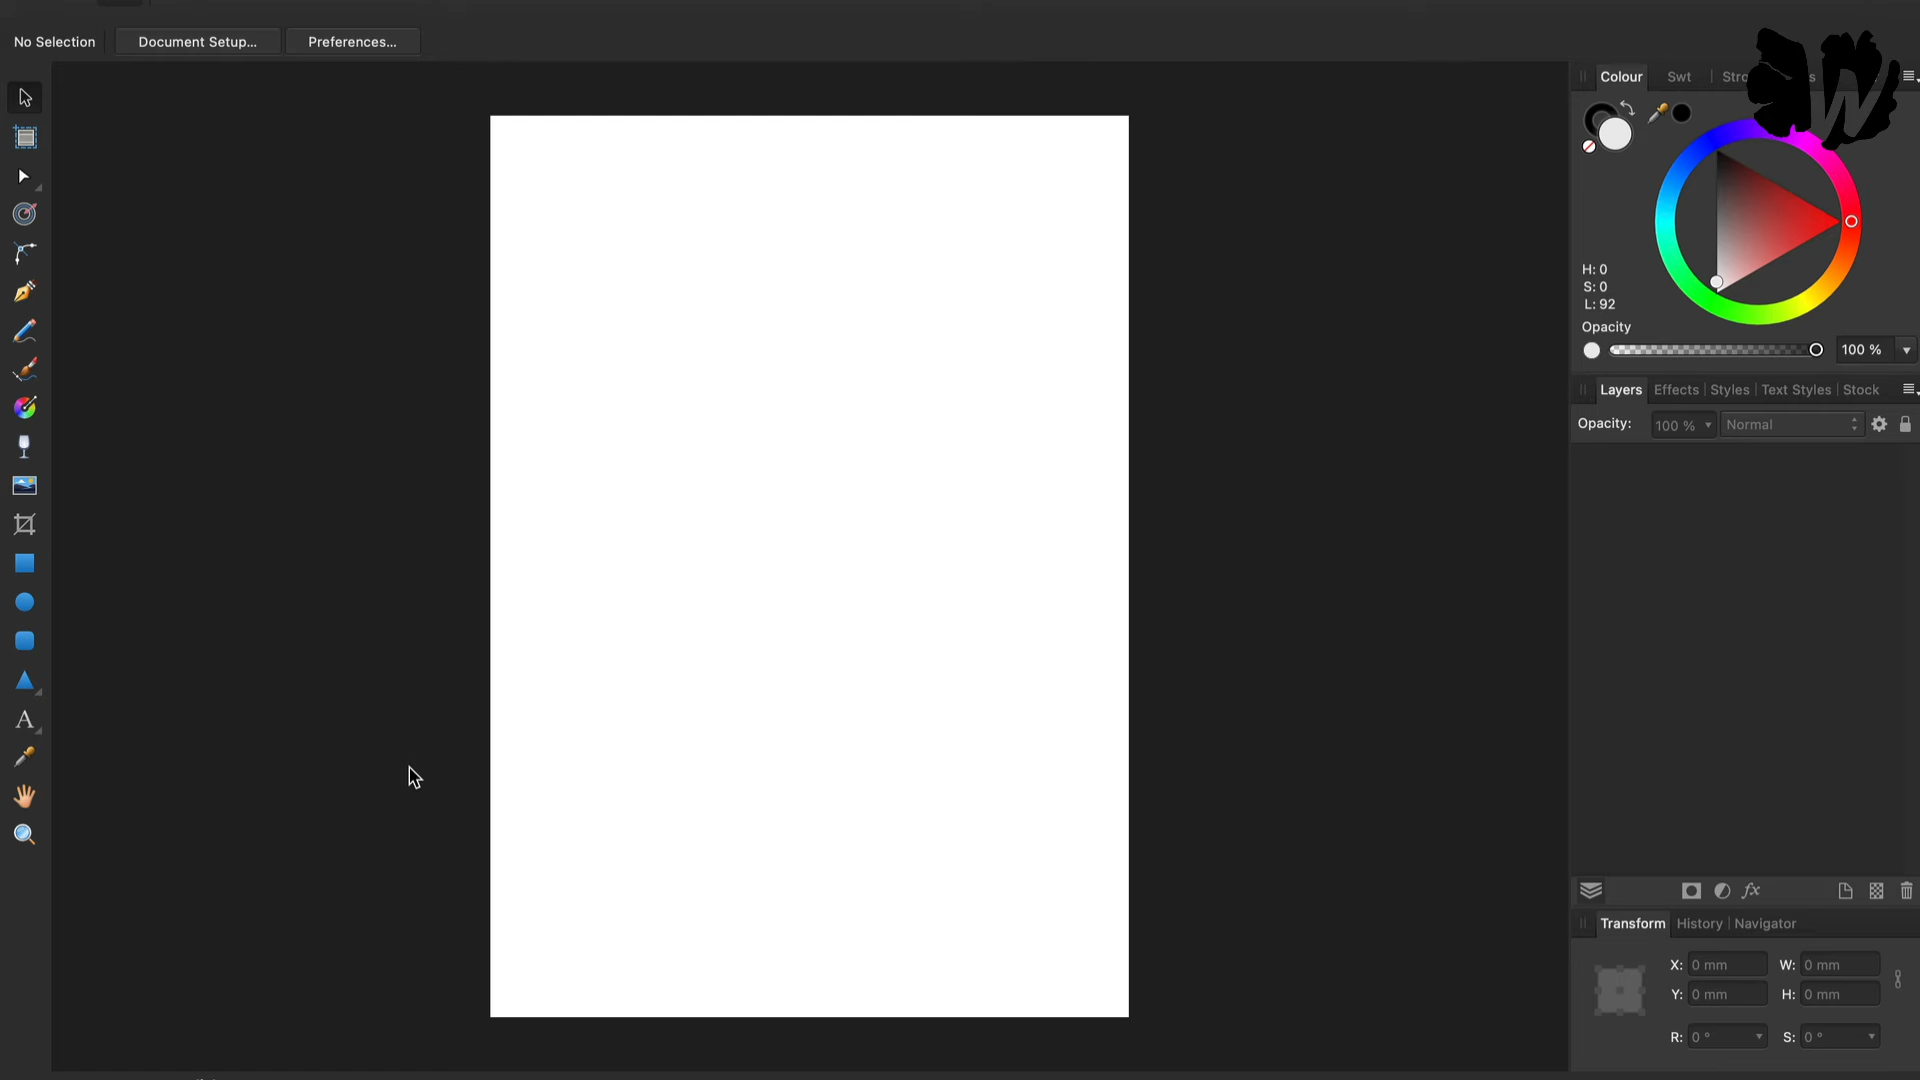 No Selection
Document Setup...
Preferences...
Colour
Swt
H: 0
S: 0
L: 92
Opacity
100 %
Layers
Effects
Styles
Text Styles
Stock
Opacity:
100 %
Normal
fx
Transform
History
Navigator
X: 0 mm
W: 0 mm
Y: 0 mm
H: 0 mm
R: 0 °
S: 0 °
A
W